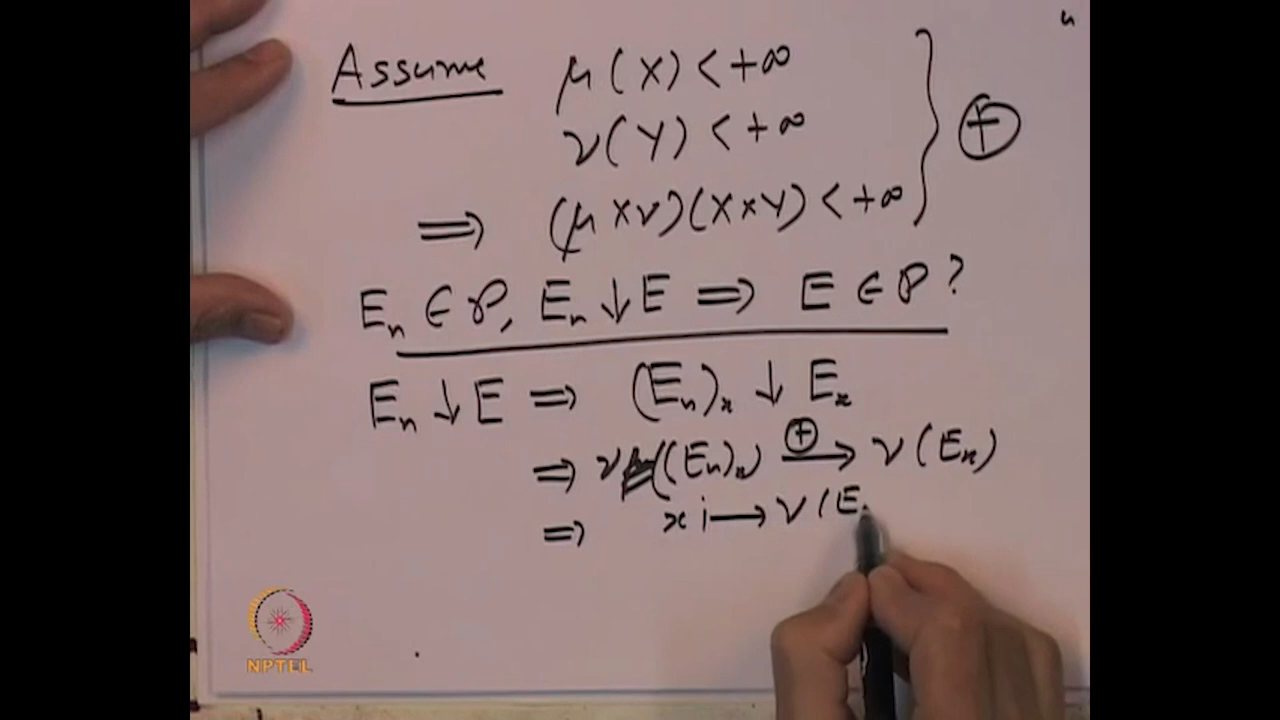 Assume μ(X) < +∞
ν(Y) < +∞
⟹ (μ×ν)(X×Y) < +∞ } ⊕
Eₙ ∈ 𝒫, Eₙ ↓ E ⟹ E ∈ 𝒫 ?
Eₙ ↓ E ⟹ (Eₙ)ₓ ↓ Eₓ
⟹ ν((Eₙ)ₓ) ⊕⟶ ν(Eₓ)
⟹ x ⟼ ν(E
NPTEL